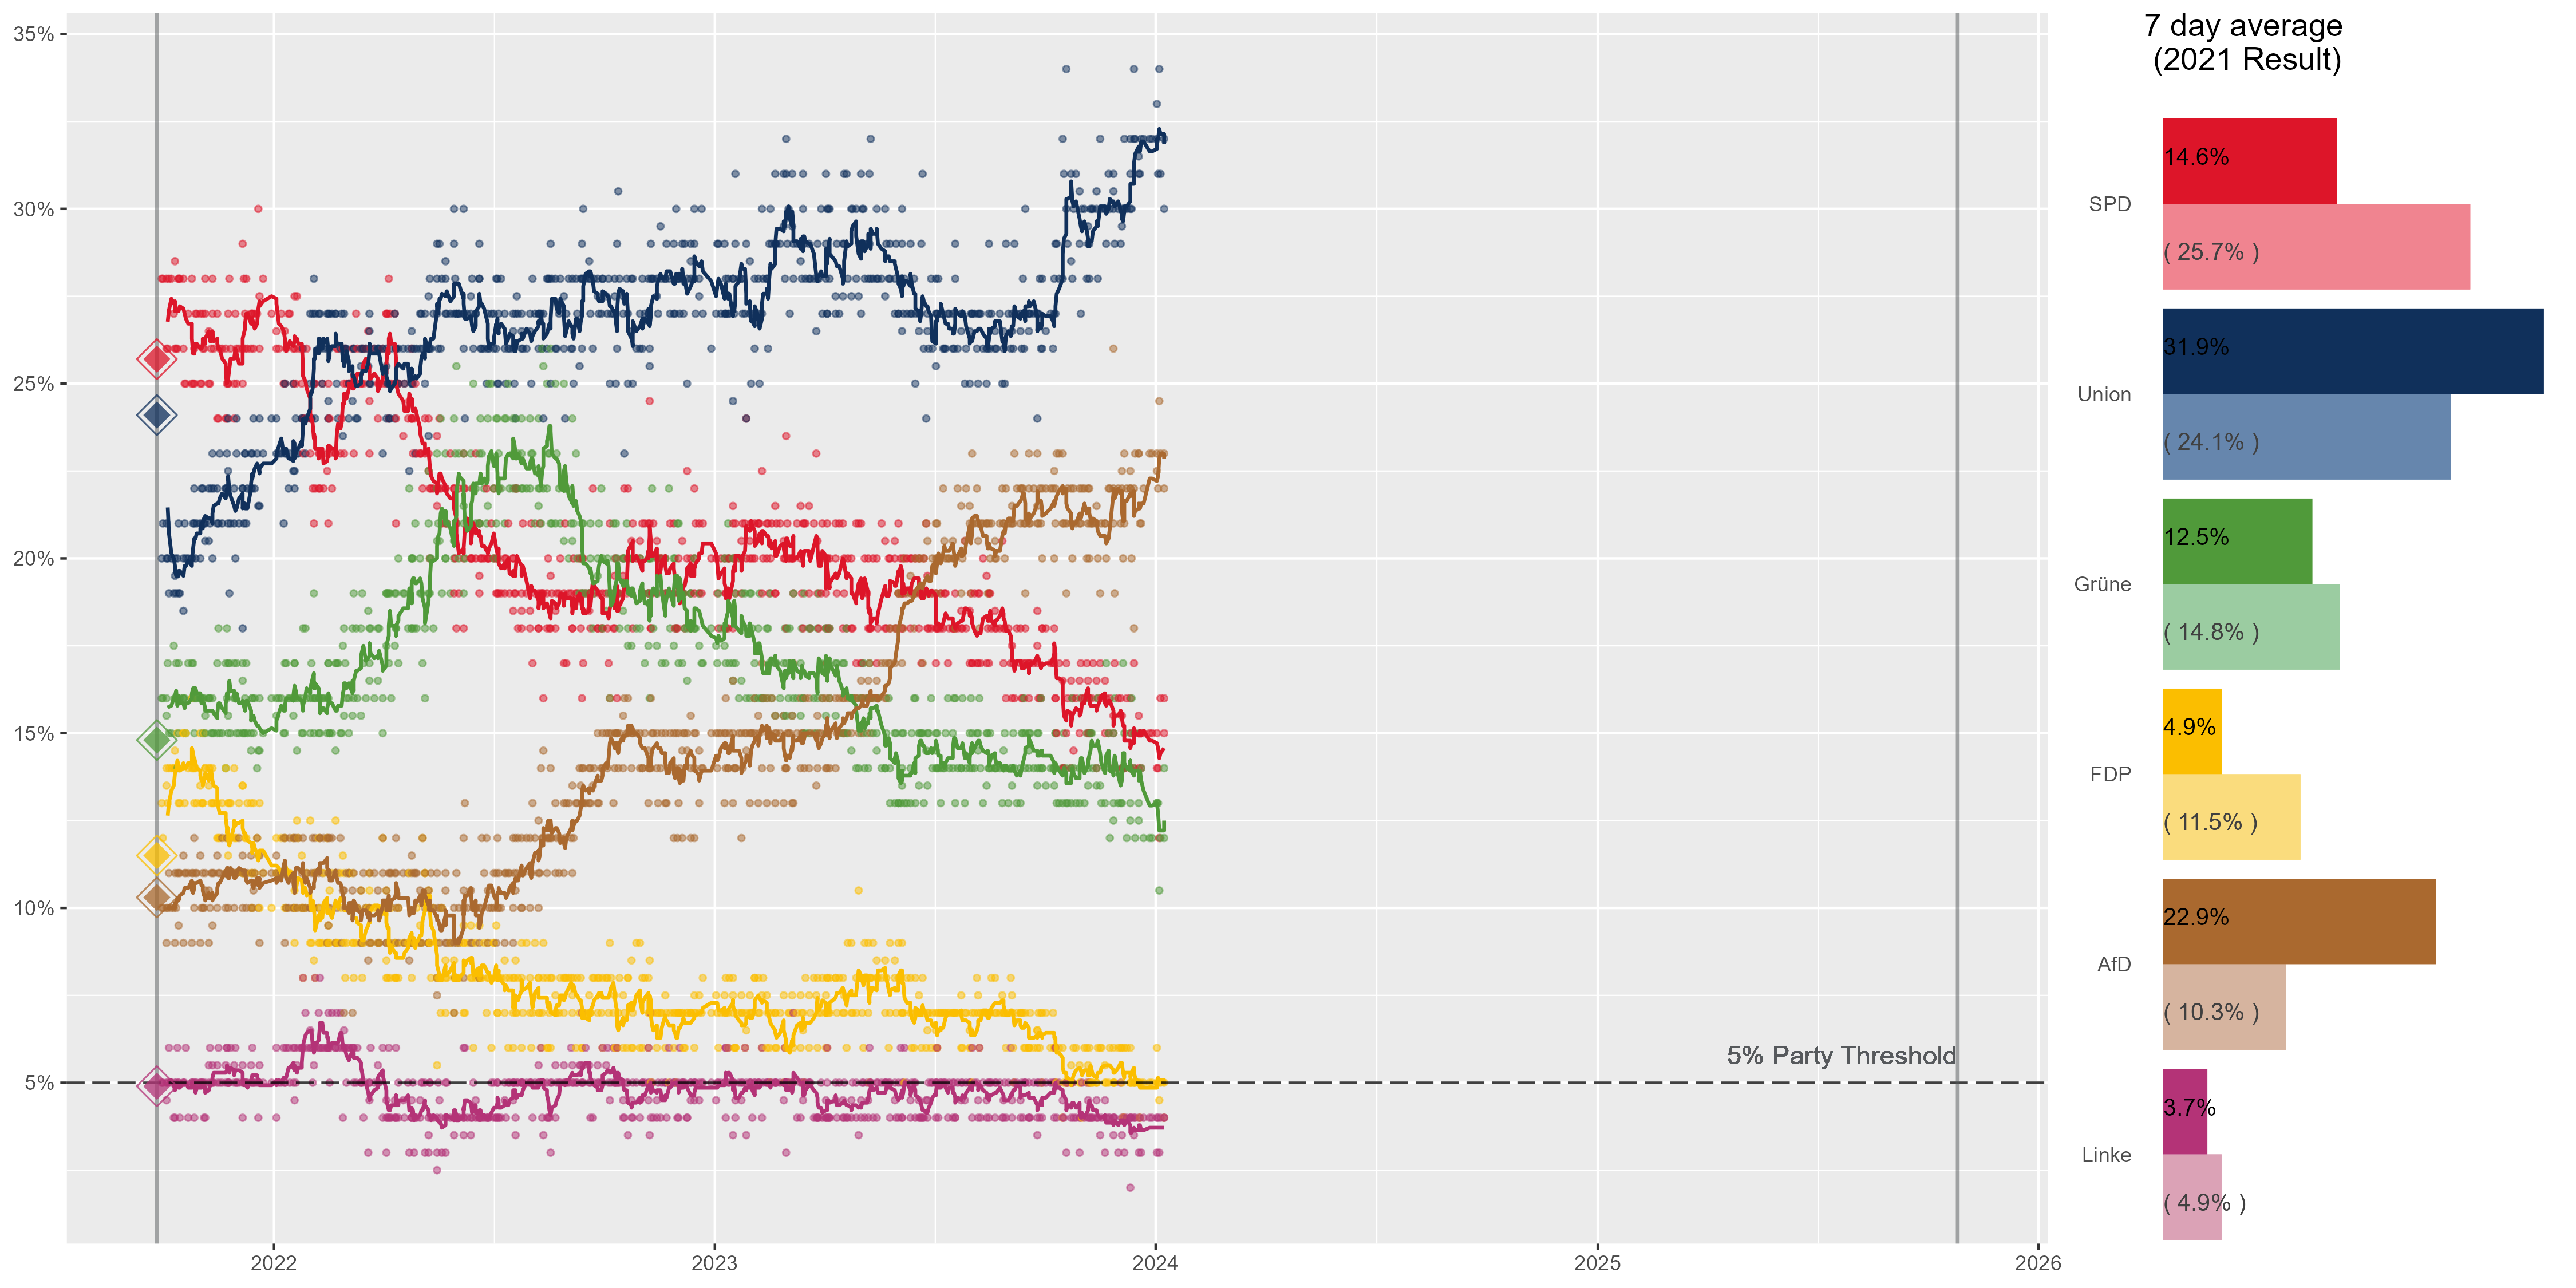 35%
30%
25%
20%
15%
10%
5%
2022
2023
2024
2025
2026
5% Party Threshold
7 day average
(2021 Result)
SPD
14.6%
( 25.7% )
Union
31.9%
( 24.1% )
Grüne
12.5%
( 14.8% )
FDP
4.9%
( 11.5% )
AfD
22.9%
( 10.3% )
Linke
3.7%
( 4.9% )